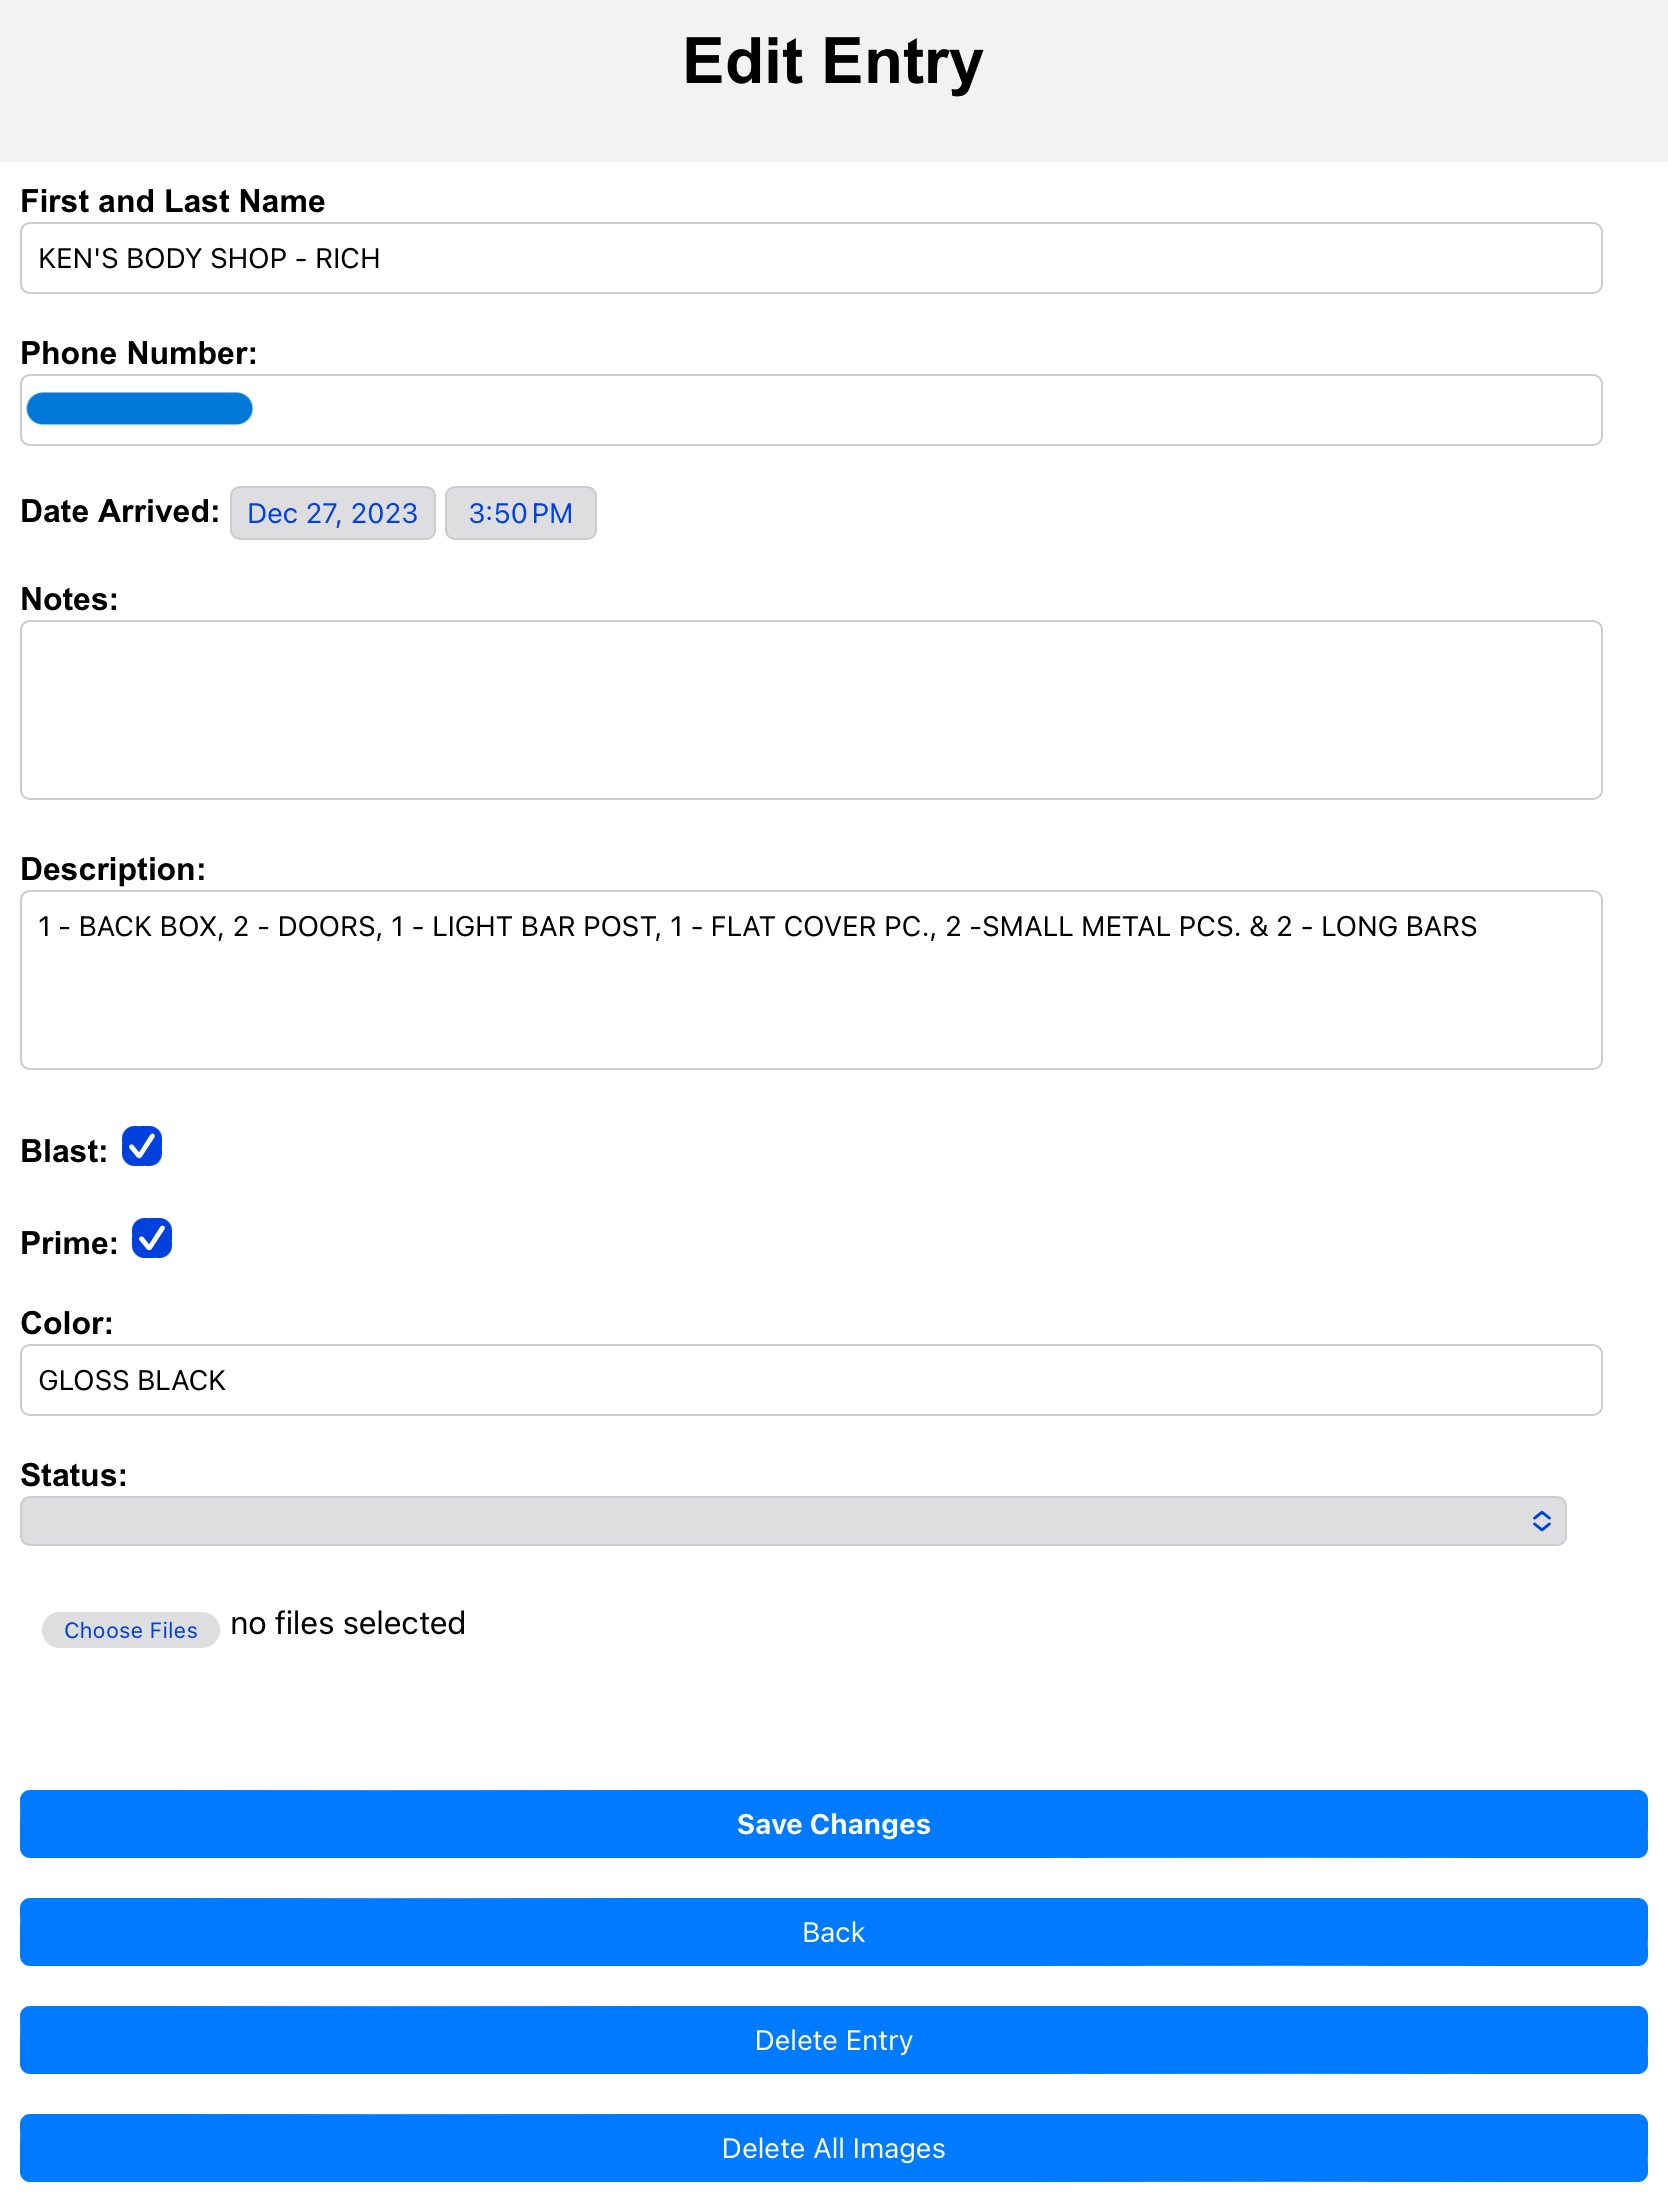 Edit Entry
First and Last Name
KEN'S BODY SHOP - RICH
Phone Number:
Date Arrived: Dec 27, 2023 3:50 PM
Notes:
Description:
1 - BACK BOX, 2 - DOORS, 1 - LIGHT BAR POST, 1 - FLAT COVER PC., 2 -SMALL METAL PCS. & 2 - LONG BARS
Blast:
Prime:
Color:
GLOSS BLACK
Status:
Choose Files no files selected
Save Changes
Back
Delete Entry
Delete All Images